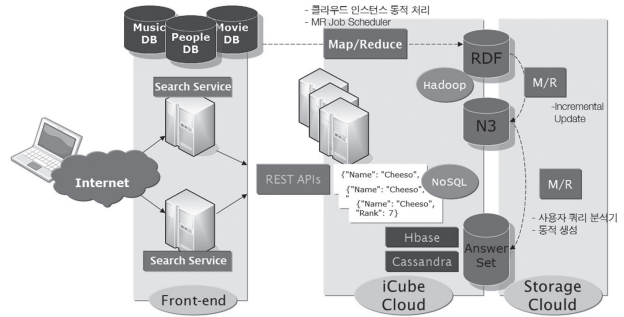 - 클라우드 인스턴스 동적 처리
- MR Job Scheduler
Music
DB
People
DB
Movie
DB
Map/Reduce
RDF
Search Service
Hadoop
M/R
-Incremental
Update
N3
Internet
REST APIs
{"Name": "Cheeso",
{"Name": "Cheeso",
"
{"Name": "Cheeso",
"Rank": 7}
NoSQL
M/R
- 사용자 쿼리 분석기
- 동적 생성
Hbase
Cassandra
Answer
Set
Search Service
Front-end
iCube
Cloud
Storage
Clould